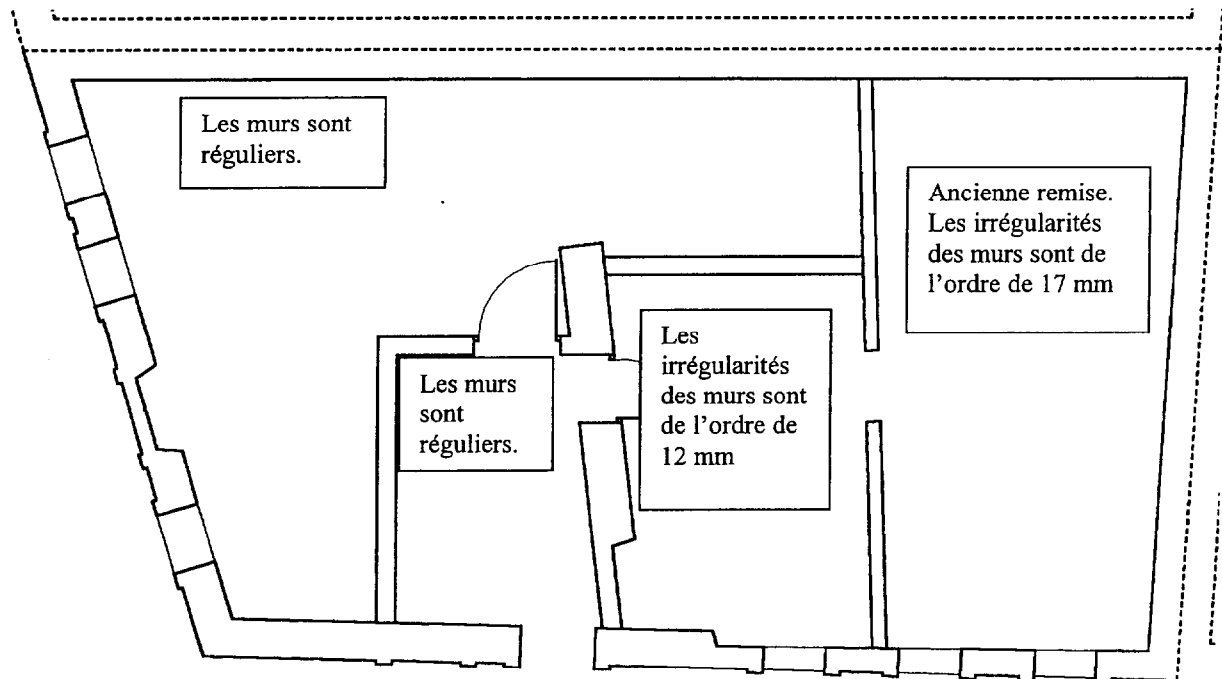 Les murs sont
réguliers.
Ancienne remise.
Les irrégularités
des murs sont de
l'ordre de 17 mm
Les murs
sont
réguliers.
Les
irrégularités
des murs sont
de l'ordre de
12 mm